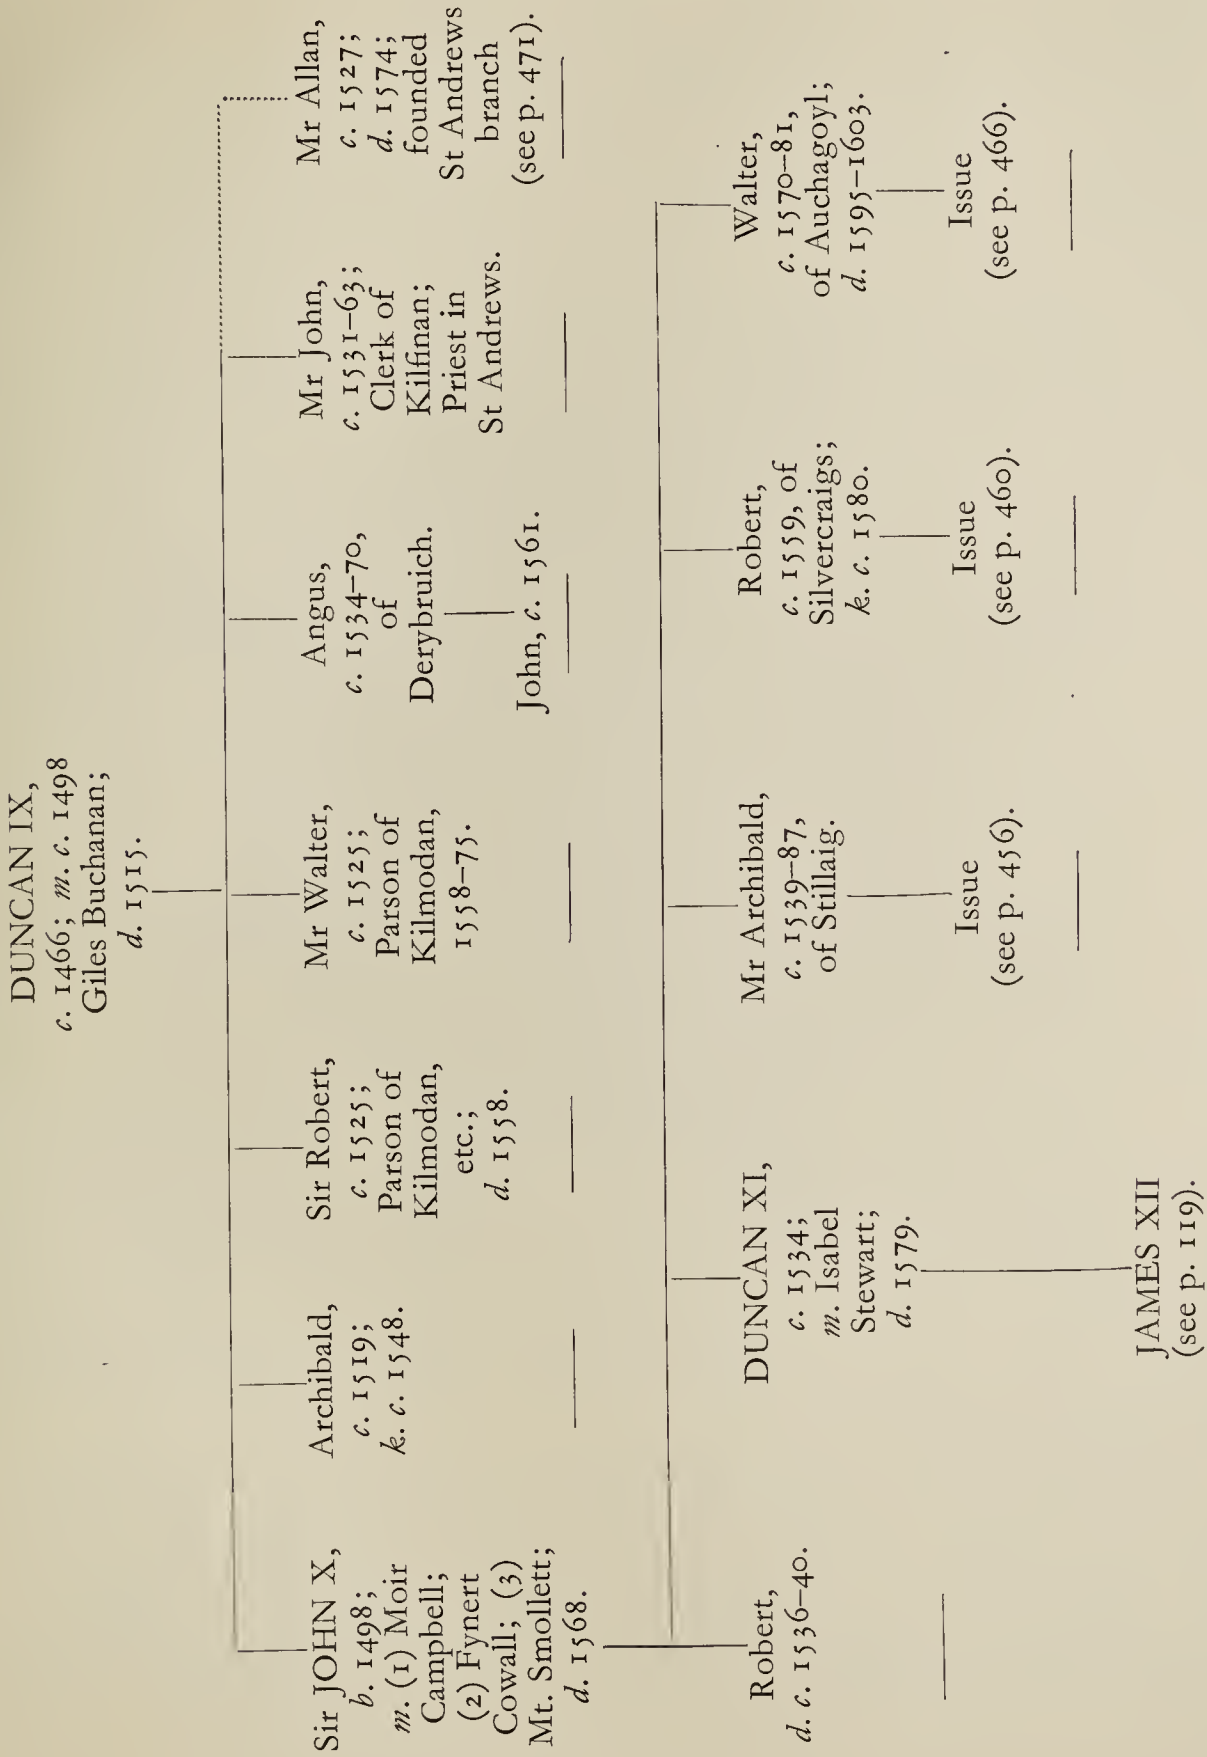 DUNCAN IX,
c. 1466; m. c. 1498
Giles Buchanan;
d. 1515.
Sir JOHN X,
b. 1498;
m. (1) Moir
Campbell;
(2) Fynert
Cowall; (3)
Mt. Smollett;
d. 1568.
Archibald,
c. 1519;
k. c. 1548.
Sir Robert,
c. 1525;
Parson of
Kilmodan,
etc.;
d. 1558.
Mr Walter,
c. 1525;
Parson of
Kilmodan,
1558–75.
Angus,
c. 1534–70,
of
Derybruich.
John, c. 1561.
Mr John,
c. 1531–63;
Clerk of
Kilfinan;
Priest in
St Andrews.
Mr Allan,
c. 1527;
d. 1574;
founded
St Andrews
branch
(see p. 471).
Robert,
d. c. 1536–40.
DUNCAN XI,
c. 1534;
m. Isabel
Stewart;
d. 1579.
JAMES XII
(see p. 119).
Mr Archibald,
c. 1539–87,
of Stillaig.
Issue
(see p. 456).
Robert,
c. 1559, of
Silvercraigs;
k. c. 1580.
Issue
(see p. 460).
Walter,
c. 1570–81,
of Auchagoyl;
d. 1595–1603.
Issue
(see p. 466).